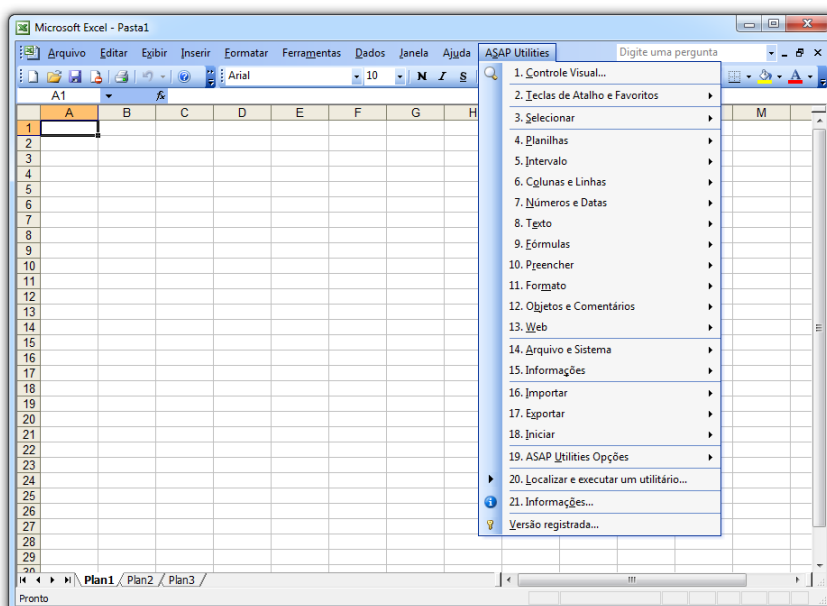 Microsoft Excel - Pasta1
Arquivo Editar Exibir Inserir Formatar Ferramentas Dados Janela Ajuda ASAP Utilities Digite uma pergunta
Arial 10 N I S A
A1 fx
A B C D E F G H M
1
2
3
4
5
6
7
8
9
10
11
12
13
14
15
16
17
18
19
20
21
22
23
24
25
26
27
28
29
30
1. Controle Visual...
2. Teclas de Atalho e Favoritos
3. Selecionar
4. Planilhas
5. Intervalo
6. Colunas e Linhas
7. Números e Datas
8. Texto
9. Fórmulas
10. Preencher
11. Formato
12. Objetos e Comentários
13. Web
14. Arquivo e Sistema
15. Informações
16. Importar
17. Exportar
18. Iniciar
19. ASAP Utilities Opções
20. Localizar e executar um utilitário...
21. Informações...
Versão registrada...
Plan1 Plan2 Plan3
Pronto